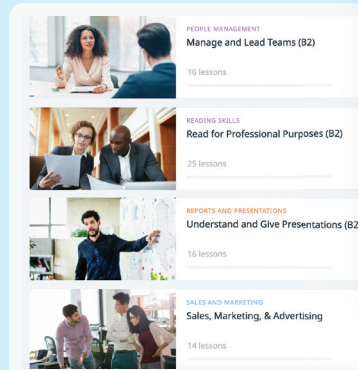 PEOPLE MANAGEMENT
Manage and Lead Teams (B2)
16 lessons
READING SKILLS
Read for Professional Purposes (B2)
25 lessons
REPORTS AND PRESENTATIONS
Understand and Give Presentations (B2
16 lessons
SALES AND MARKETING
Sales, Marketing, & Advertising
14 lessons